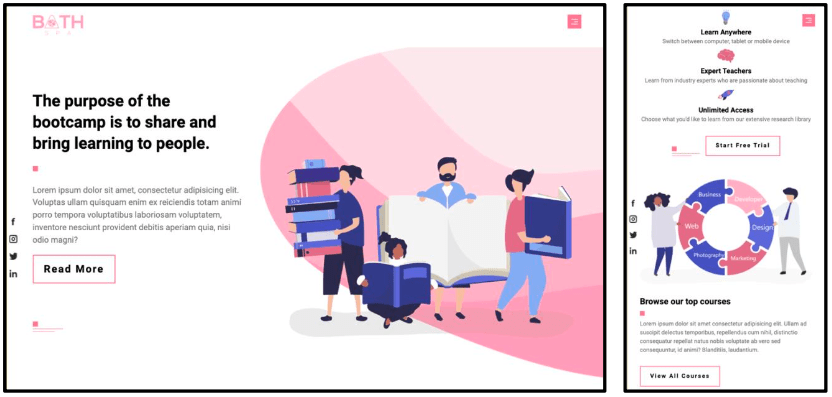 BATH
SPA
The purpose of the
bootcamp is to share and
bring learning to people.
Lorem ipsum dolor sit amet, consectetur adipisicing elit.
Voluptas ullam quisquam enim ex reiciendis totam animi
porro tempora voluptatibus laboriosam voluptatem,
inventore nesciunt provident debitis aperiam quia, nisi
odio magni?
Read More
Learn Anywhere
Switch between computer, tablet or mobile device
Expert Teachers
Learn from industry experts who are passionate about teaching
Unlimited Access
Choose what you'd like to learn from our extensive research library
Start Free Trial
Business
Developer
Web
Design
Photography
Marketing
Browse our top courses
Lorem ipsum dolor sit amet consectetur adipisicing elit. Ullam ad
suscipit temporibus, repellendus cum nihil, distinctio
consequatur repellat natus nobis voluptate ab vero sed
consequuntur, id animi? Blanditiis, laudantium.
View All Courses